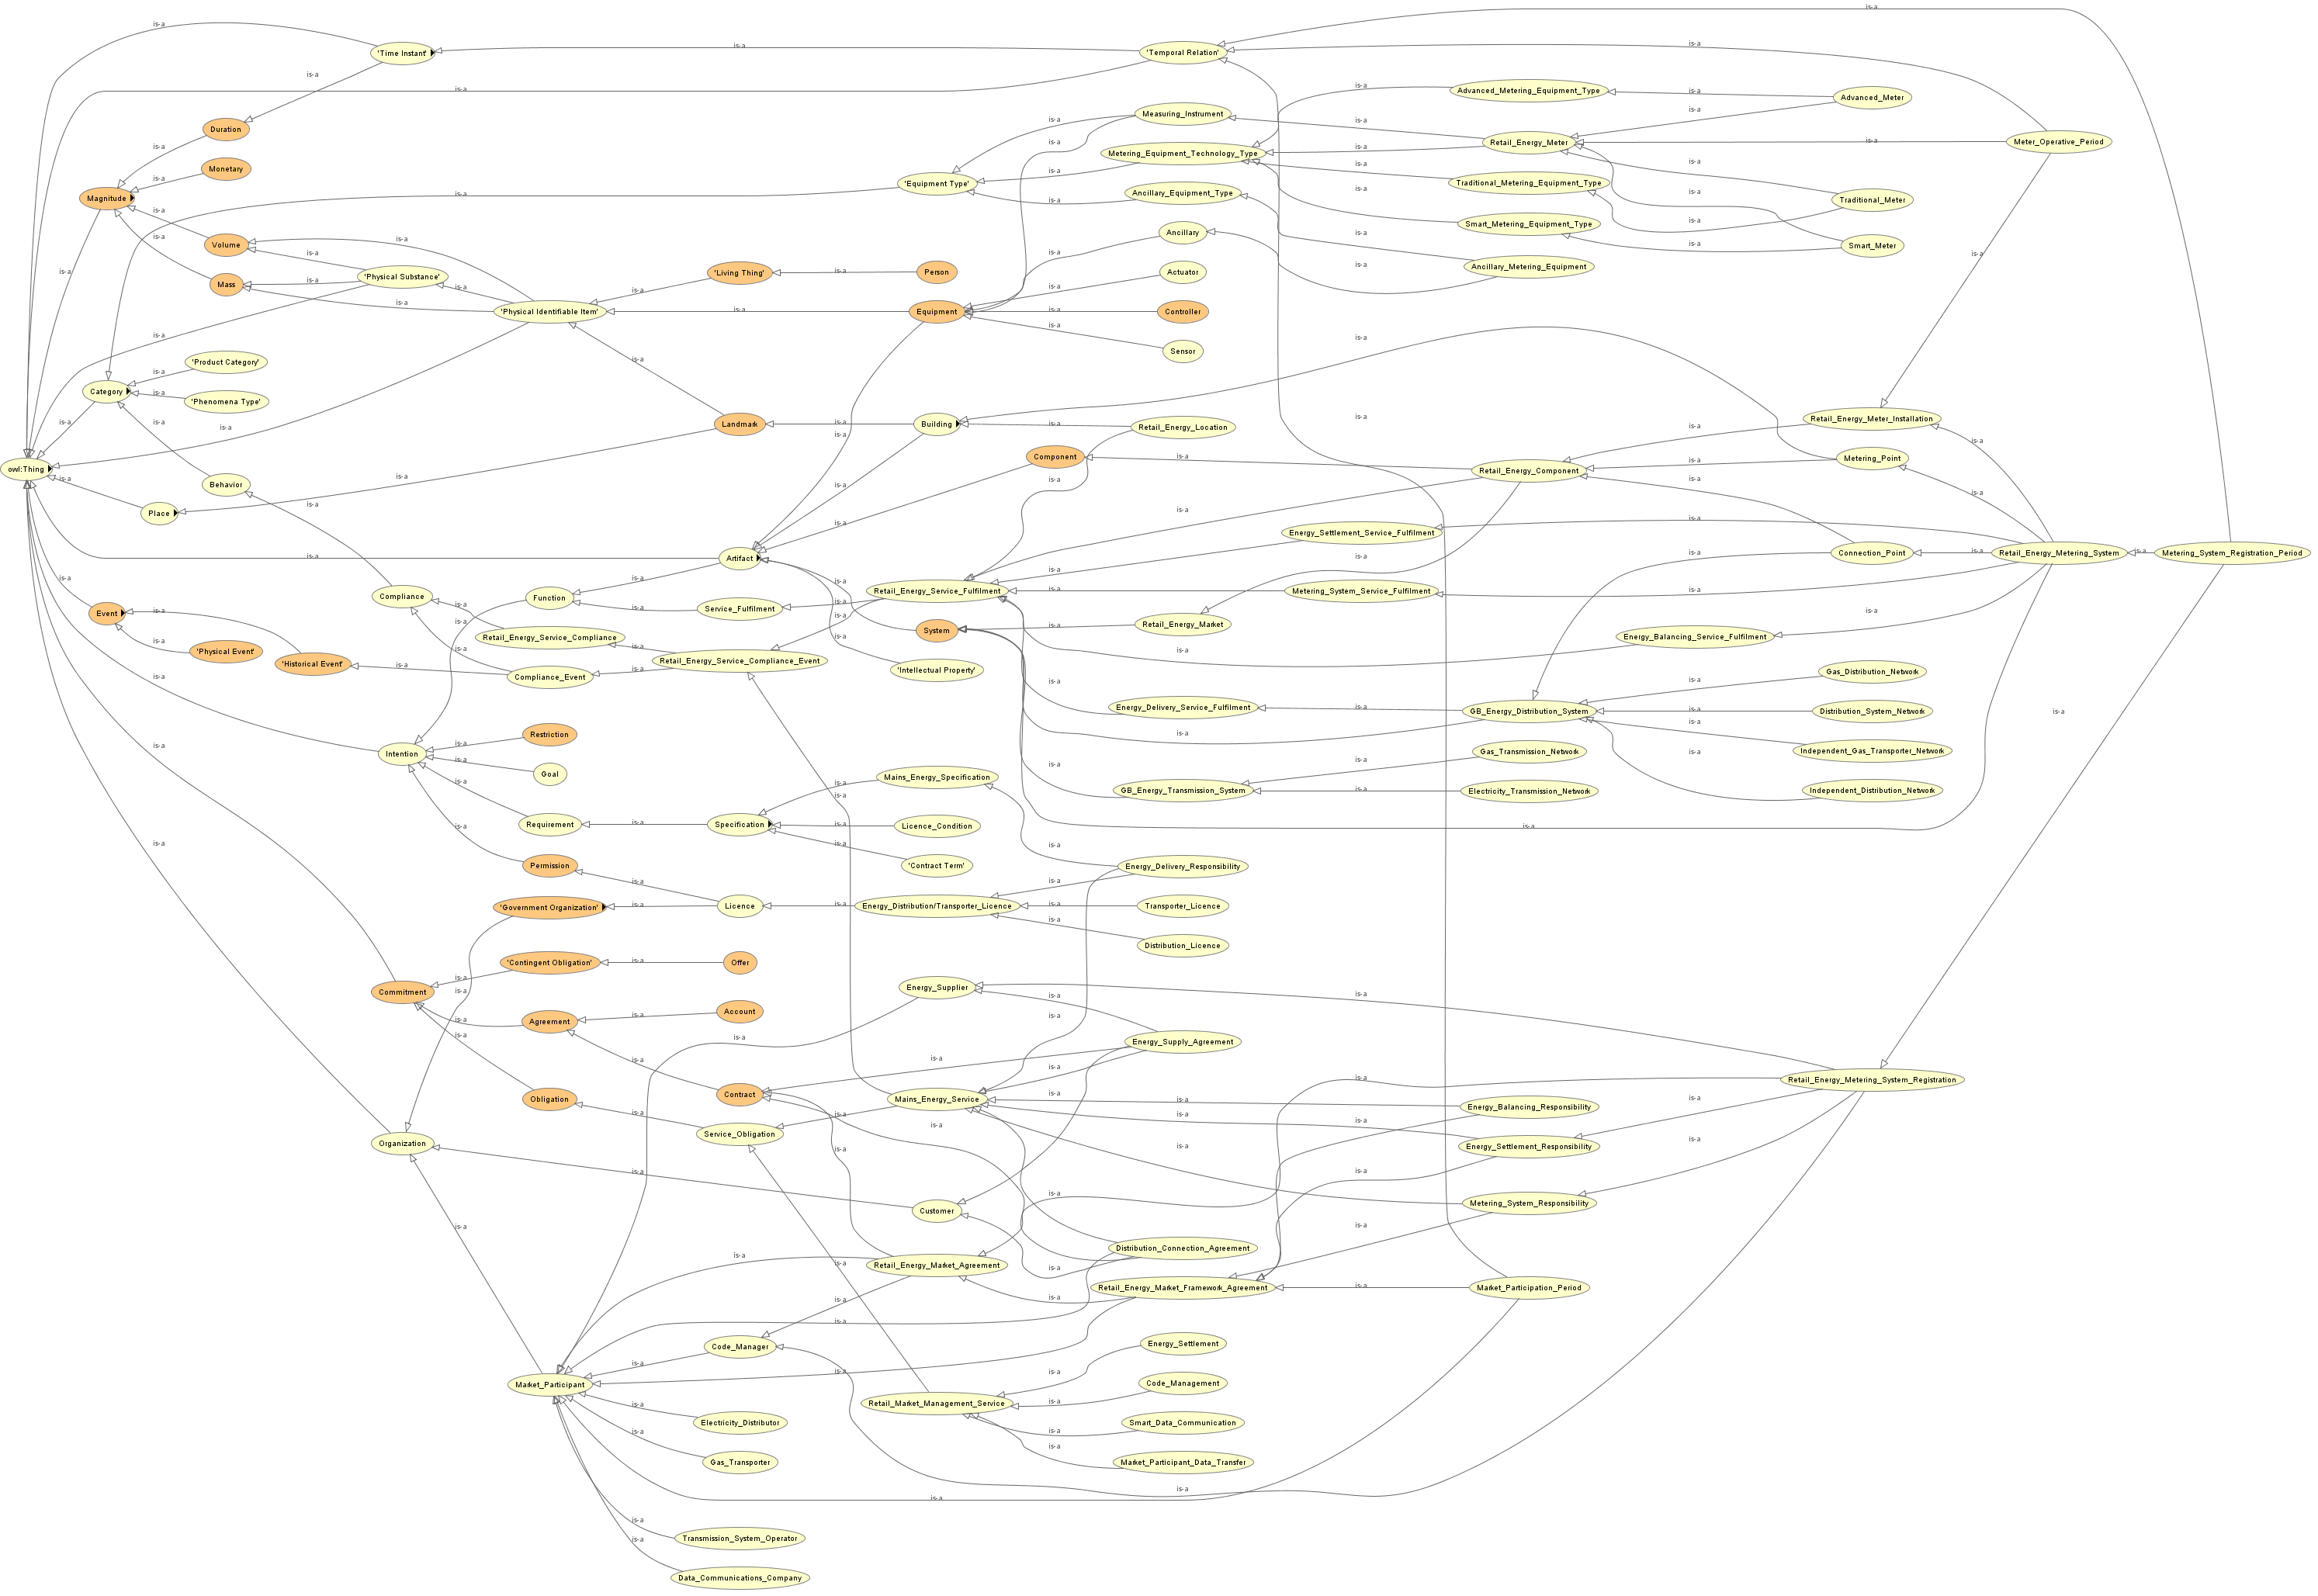 owl:Thing
Magnitude
Category
Place
Event
Duration
Monetary
Volume
Mass
'Product Category'
'Phenomena Type'
Behavior
'Physical Event'
'Historical Event'
'Time Instant'
'Physical Substance'
Compliance
Intention
Commitment
Organization
'Physical Identifiable Item'
Function
Retail_Energy_Service_Compliance
Compliance_Event
Restriction
Goal
Requirement
Permission
'Government Organization'
'Contingent Obligation'
Agreement
Obligation
Market_Participant
'Living Thing'
Landmark
Artifact
Service_Fulfilment
Retail_Energy_Service_Compliance_Event
Specification
Licence
Offer
Account
Contract
Service_Obligation
Code_Manager
Electricity_Distributor
Gas_Transporter
Transmission_System_Operator
Data_Communications_Company
'Equipment Type'
Person
Equipment
Building
Retail_Energy_Service_Fulfilment
System
'Intellectual Property'
Mains_Energy_Specification
Licence_Condition
'Contract Term'
Energy_Distribution/Transporter_Licence
Energy_Supplier
Mains_Energy_Service
Customer
Retail_Energy_Market_Agreement
Retail_Market_Management_Service
Component
'Temporal Relation'
Measuring_Instrument
Metering_Equipment_Technology_Type
Ancillary_Equipment_Type
Ancillary
Actuator
Controller
Sensor
Retail_Energy_Location
Retail_Energy_Market
Energy_Delivery_Service_Fulfilment
GB_Energy_Transmission_System
Energy_Delivery_Responsibility
Transporter_Licence
Distribution_Licence
Energy_Supply_Agreement
Distribution_Connection_Agreement
Retail_Energy_Market_Framework_Agreement
Energy_Settlement
Code_Management
Smart_Data_Communication
Market_Participant_Data_Transfer
Energy_Settlement_Service_Fulfilment
Metering_System_Service_Fulfilment
Advanced_Metering_Equipment_Type
Retail_Energy_Meter
Traditional_Metering_Equipment_Type
Smart_Metering_Equipment_Type
Ancillary_Metering_Equipment
Retail_Energy_Component
GB_Energy_Distribution_System
Gas_Transmission_Network
Electricity_Transmission_Network
Energy_Balancing_Responsibility
Energy_Settlement_Responsibility
Metering_System_Responsibility
Market_Participation_Period
Energy_Balancing_Service_Fulfilment
Advanced_Meter
Traditional_Meter
Smart_Meter
Retail_Energy_Meter_Installation
Metering_Point
Connection_Point
Gas_Distribution_Network
Distribution_System_Network
Independent_Gas_Transporter_Network
Independent_Distribution_Network
Retail_Energy_Metering_System_Registration
Meter_Operative_Period
Retail_Energy_Metering_System
Metering_System_Registration_Period
is-a